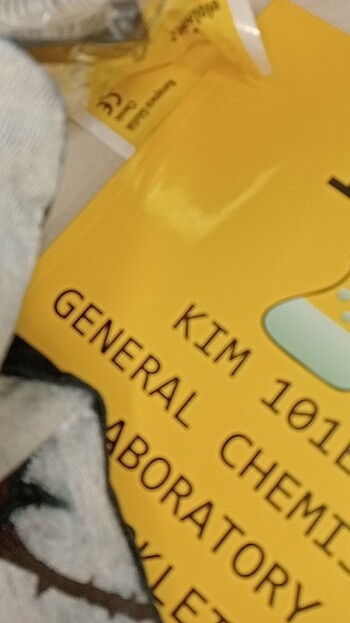 KIM 101E
GENERAL CHEMI
ABORATORY
KLET